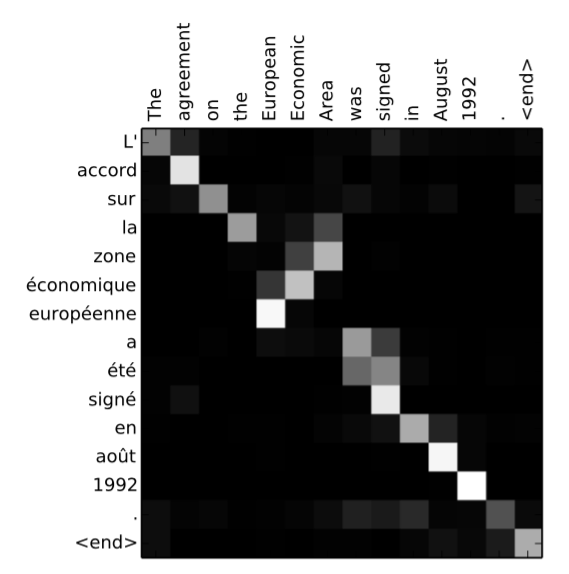 The agreement on the European Economic Area was signed in August 1992 . <end>
L'
accord
sur
la
zone
économique
européenne
a
été
signé
en
août
1992
.
<end>